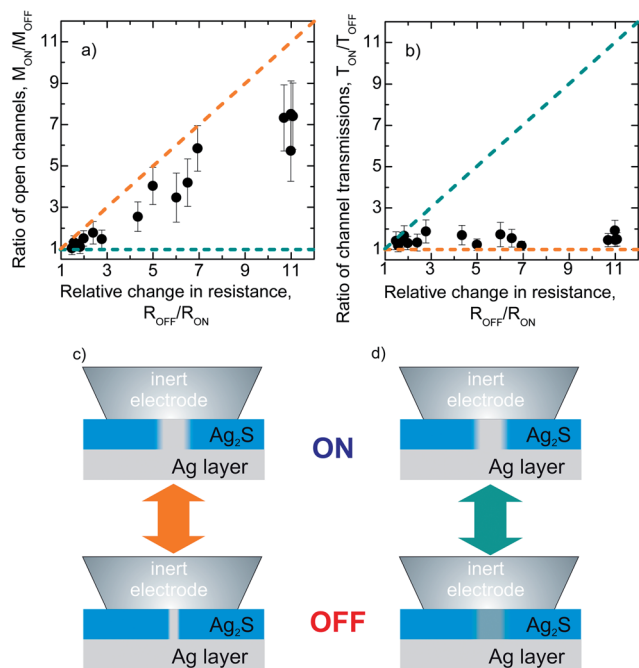 a)
Ratio of open channels, M_ON/M_OFF
11
9
7
5
3
1
1 3 5 7 9 11
Relative change in resistance,
R_OFF/R_ON
b)
Ratio of channel transmissions, T_ON/T_OFF
11
9
7
5
3
1
1 3 5 7 9 11
Relative change in resistance,
R_OFF/R_ON
c)
inert
electrode
Ag₂S
Ag layer
ON
d)
inert
electrode
Ag₂S
Ag layer
inert
electrode
Ag₂S
Ag layer
OFF
inert
electrode
Ag₂S
Ag layer